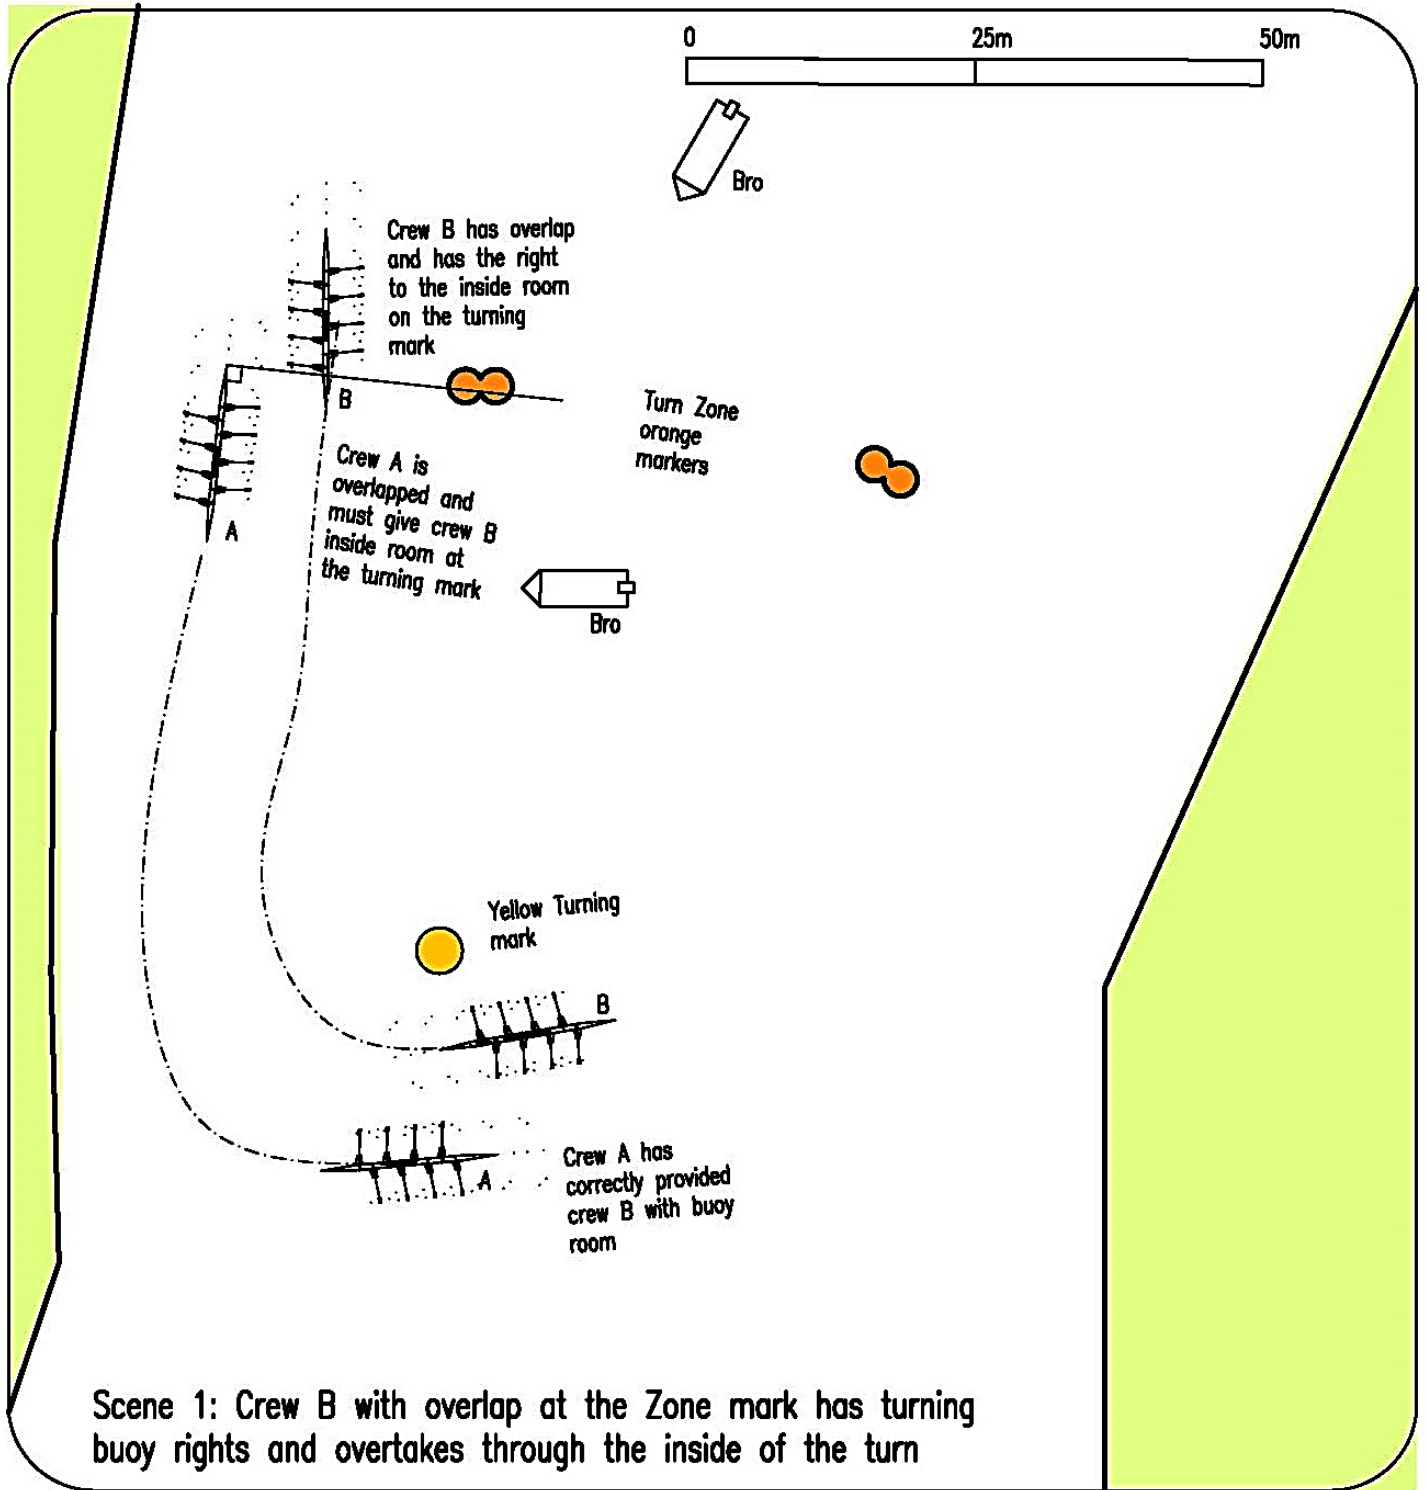 0 25m 50m
Bro
Crew B has overlap
and has the right
to the inside room
on the turning
mark
B
Turn Zone
orange
markers
Crew A is
overlapped and
must give crew B
inside room at
the turning mark
A
Bro
Yellow Turning
mark
B
Crew A has
correctly provided
crew B with buoy
room
A
Scene 1: Crew B with overlap at the Zone mark has turning
buoy rights and overtakes through the inside of the turn